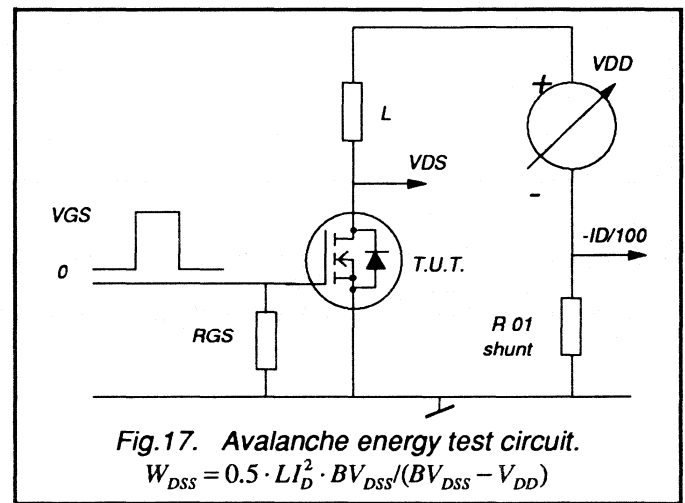 +
VDD
L
-
VDS
VGS
-ID/100
0
T.U.T.
RGS
R 01
shunt
Fig.17. Avalanche energy test circuit.
W_DSS = 0.5 · LI_D^2 · BV_DSS/(BV_DSS − V_DD)